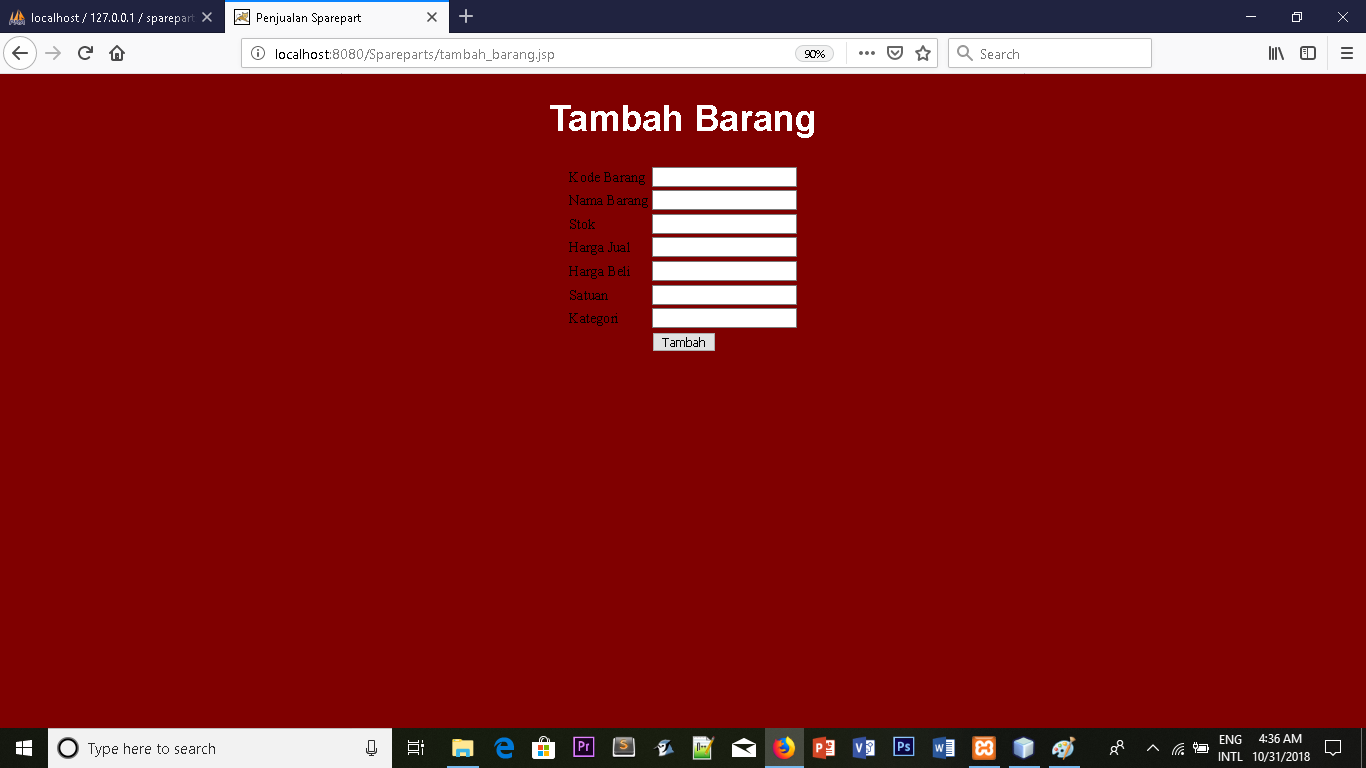 localhost / 127.0.0.1 / sparepart
Penjualan Sparepart
localhost:8080/Spareparts/tambah_barang.jsp
90%
Search
Tambah Barang
Kode Barang
Nama Barang
Stok
Harga Jual
Harga Beli
Satuan
Kategori
Tambah
Type here to search
Pr
S
P
V
Ps
W
ENG
INTL
4:36 AM
10/31/2018